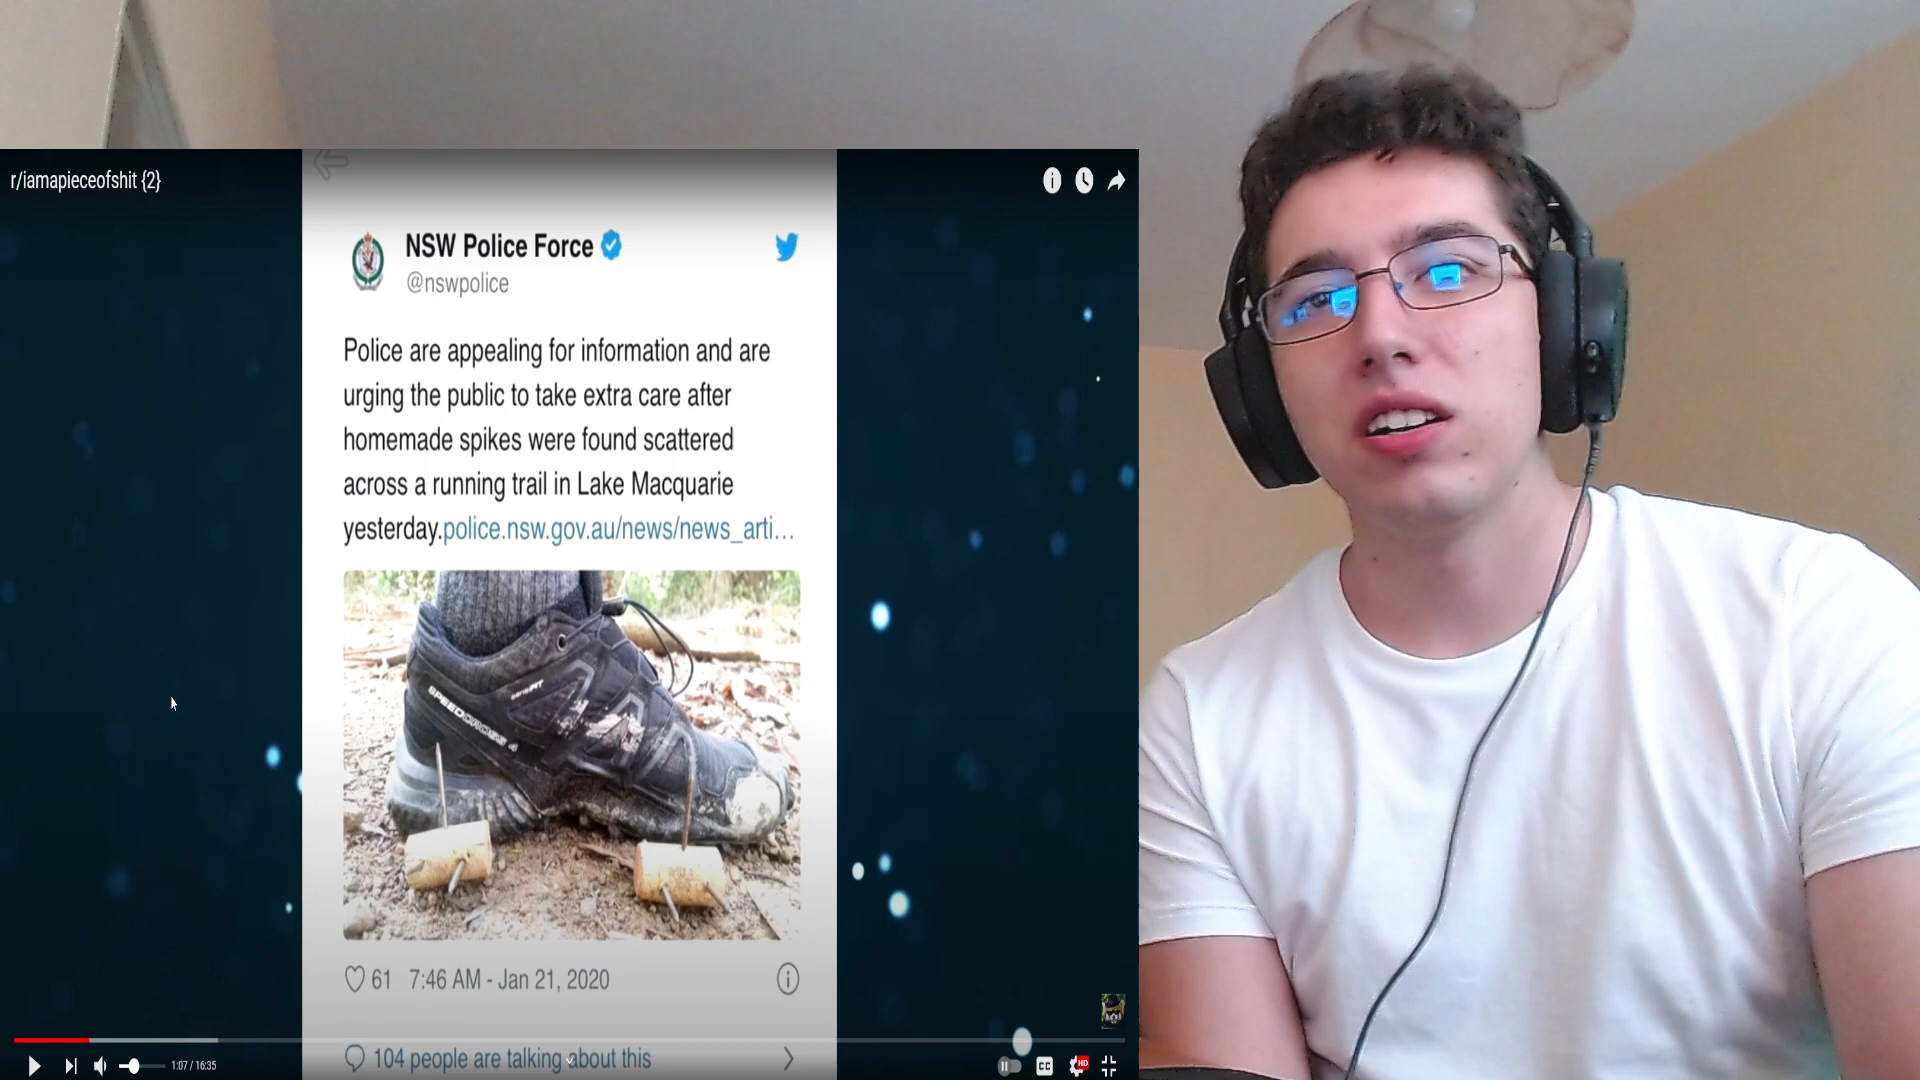 r/iamapieceofshit {2}
NSW Police Force
@nswpolice
Police are appealing for information and are
urging the public to take extra care after
homemade spikes were found scattered
across a running trail in Lake Macquarie
yesterday.police.nsw.gov.au/news/news_arti...
SPEEDCROSS 4
61 7:46 AM - Jan 21, 2020
104 people are talking about this
1:07 / 16:35
CC
HD